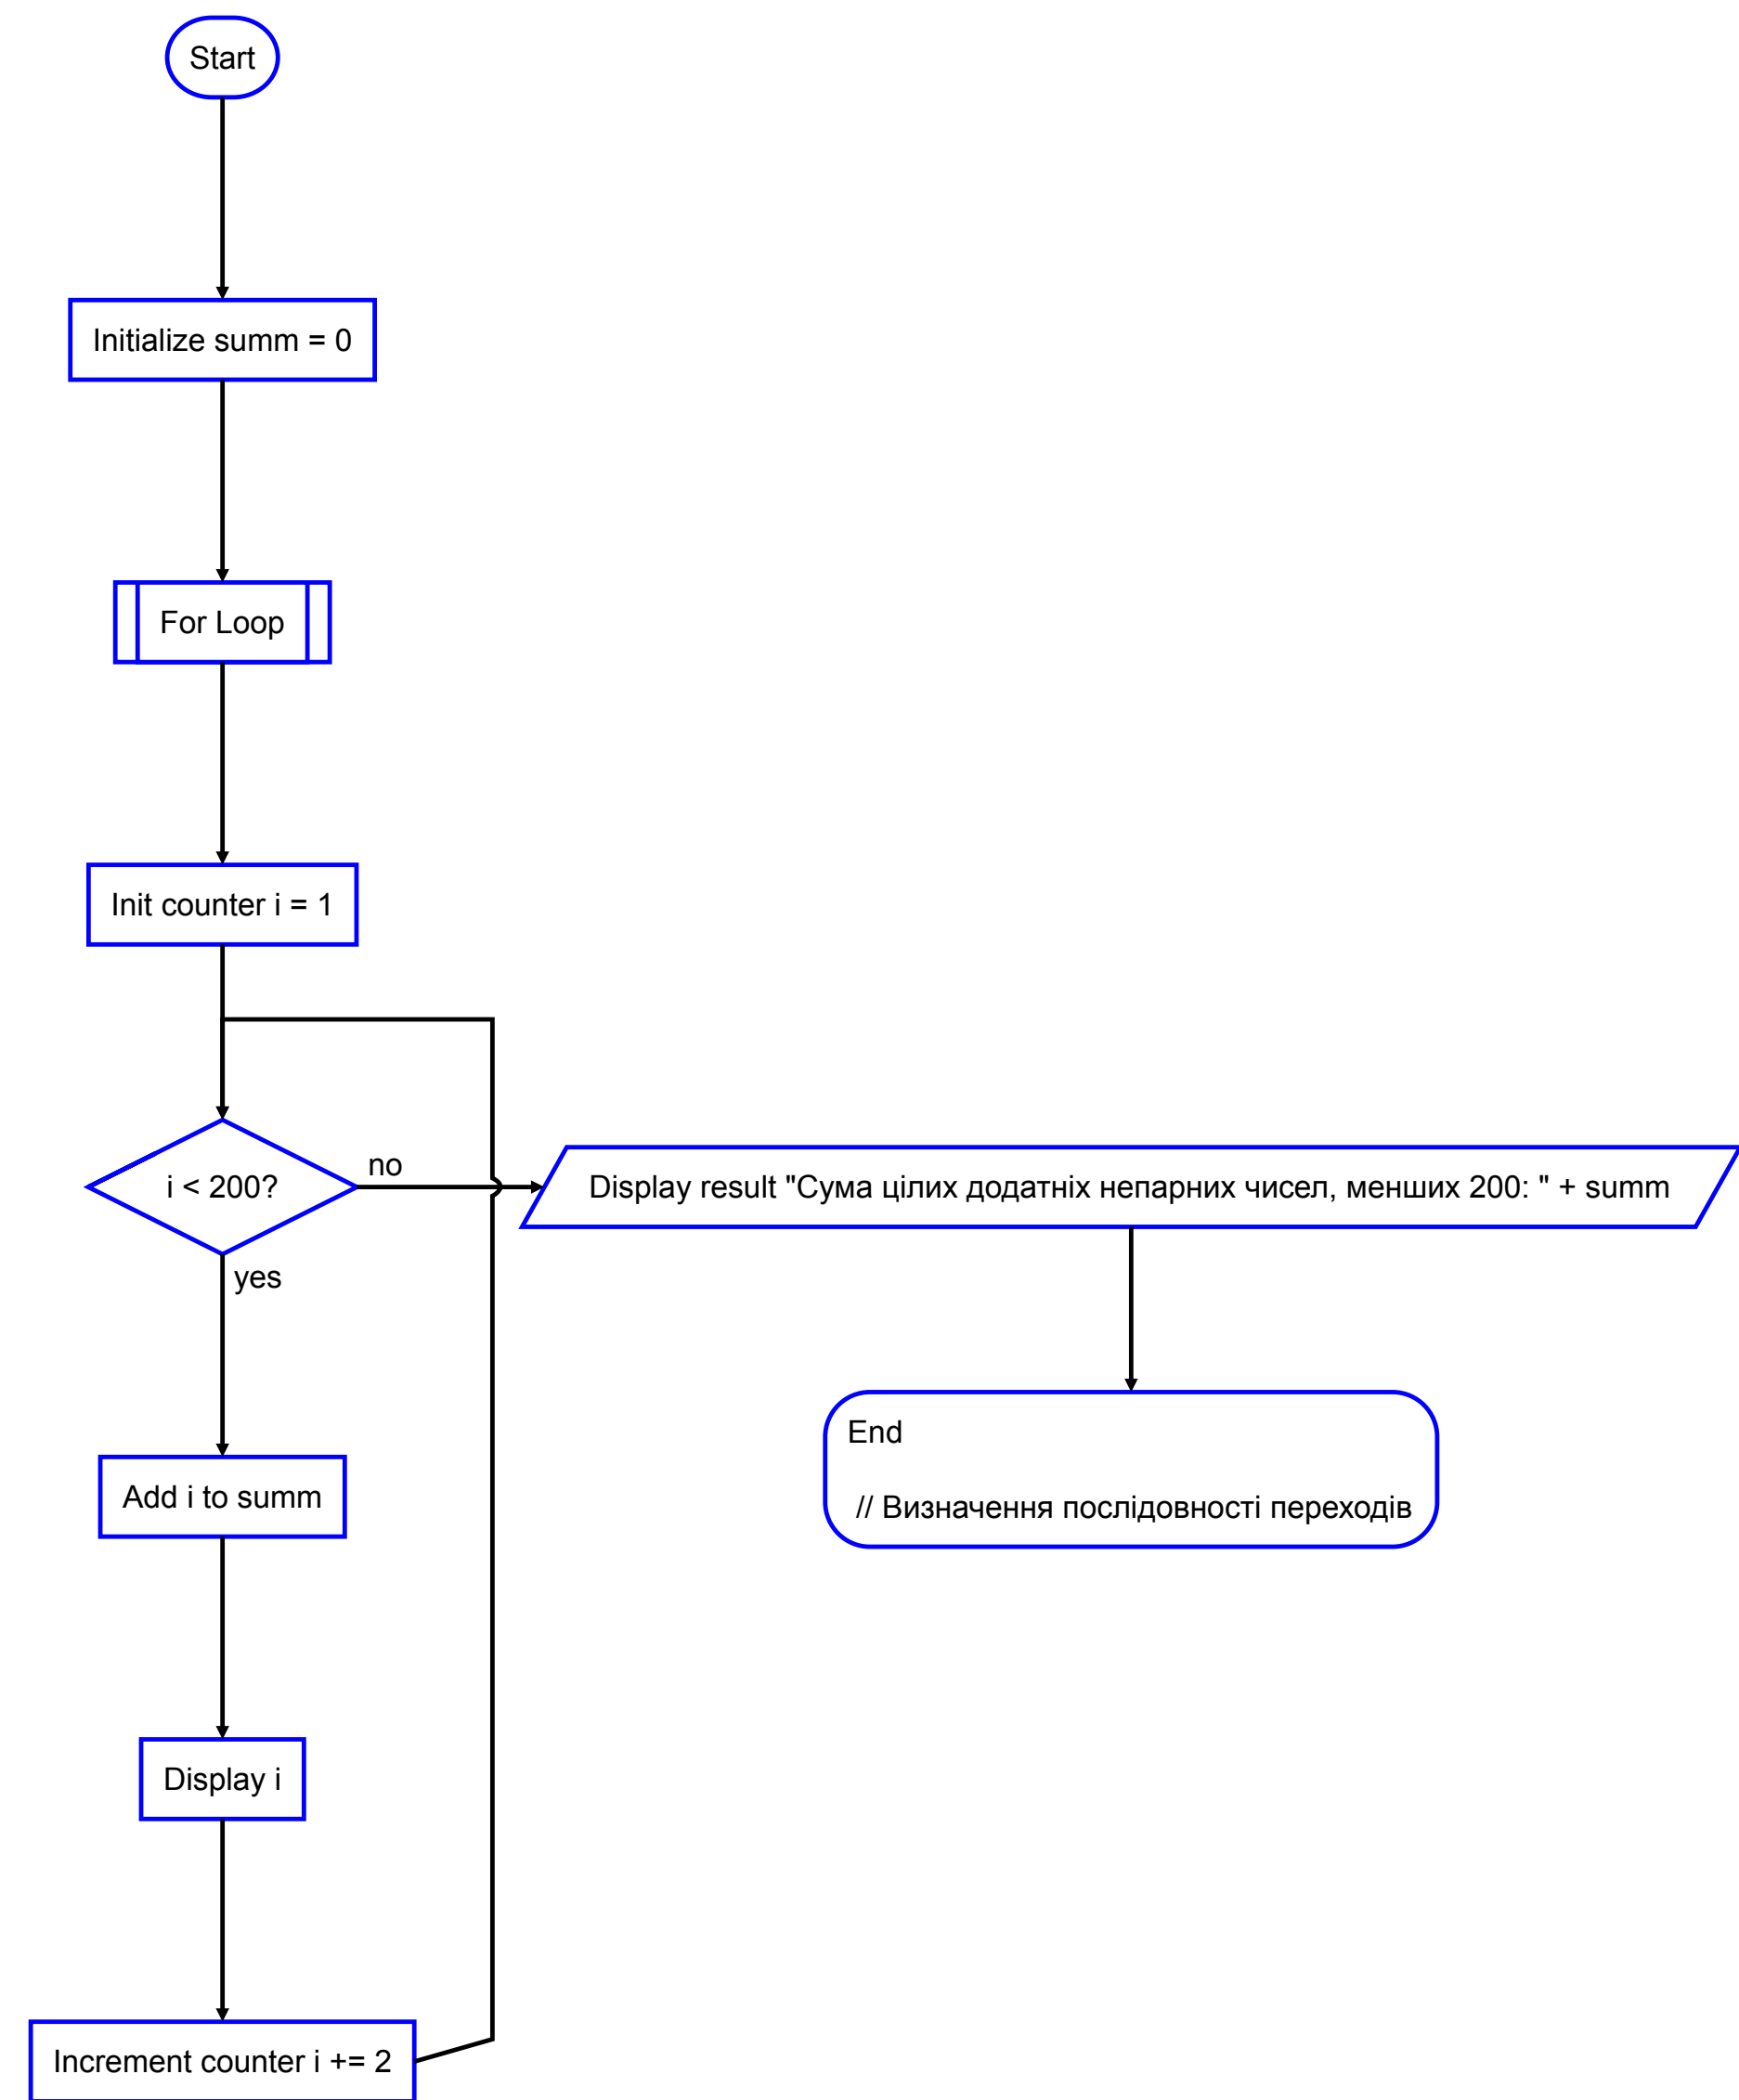 Start
Initialize summ = 0
For Loop
Init counter i = 1
i < 200?
no
Display result "Сума цілих додатніх непарних чисел, менших 200: " + summ
yes
End
// Визначення послідовності переходів
Add i to summ
Display i
Increment counter i += 2